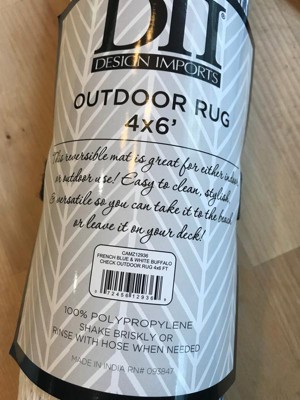 DII
DESIGN IMPORTS
OUTDOOR RUG
4x6'
This reversible mat is great for either
or outdoor use! Easy to clean, stylish
& versatile so you can take it to the beach
or leave it on your deck!
CAMZ12936
FRENCH BLUE & WHITE BUFFALO
CHECK OUTDOOR RUG 4x6 FT
100% POLYPROPYLENE
SHAKE BRISKLY OR
RINSE WITH HOSE WHEN NEEDED
MADE IN INDIA RN# 093847